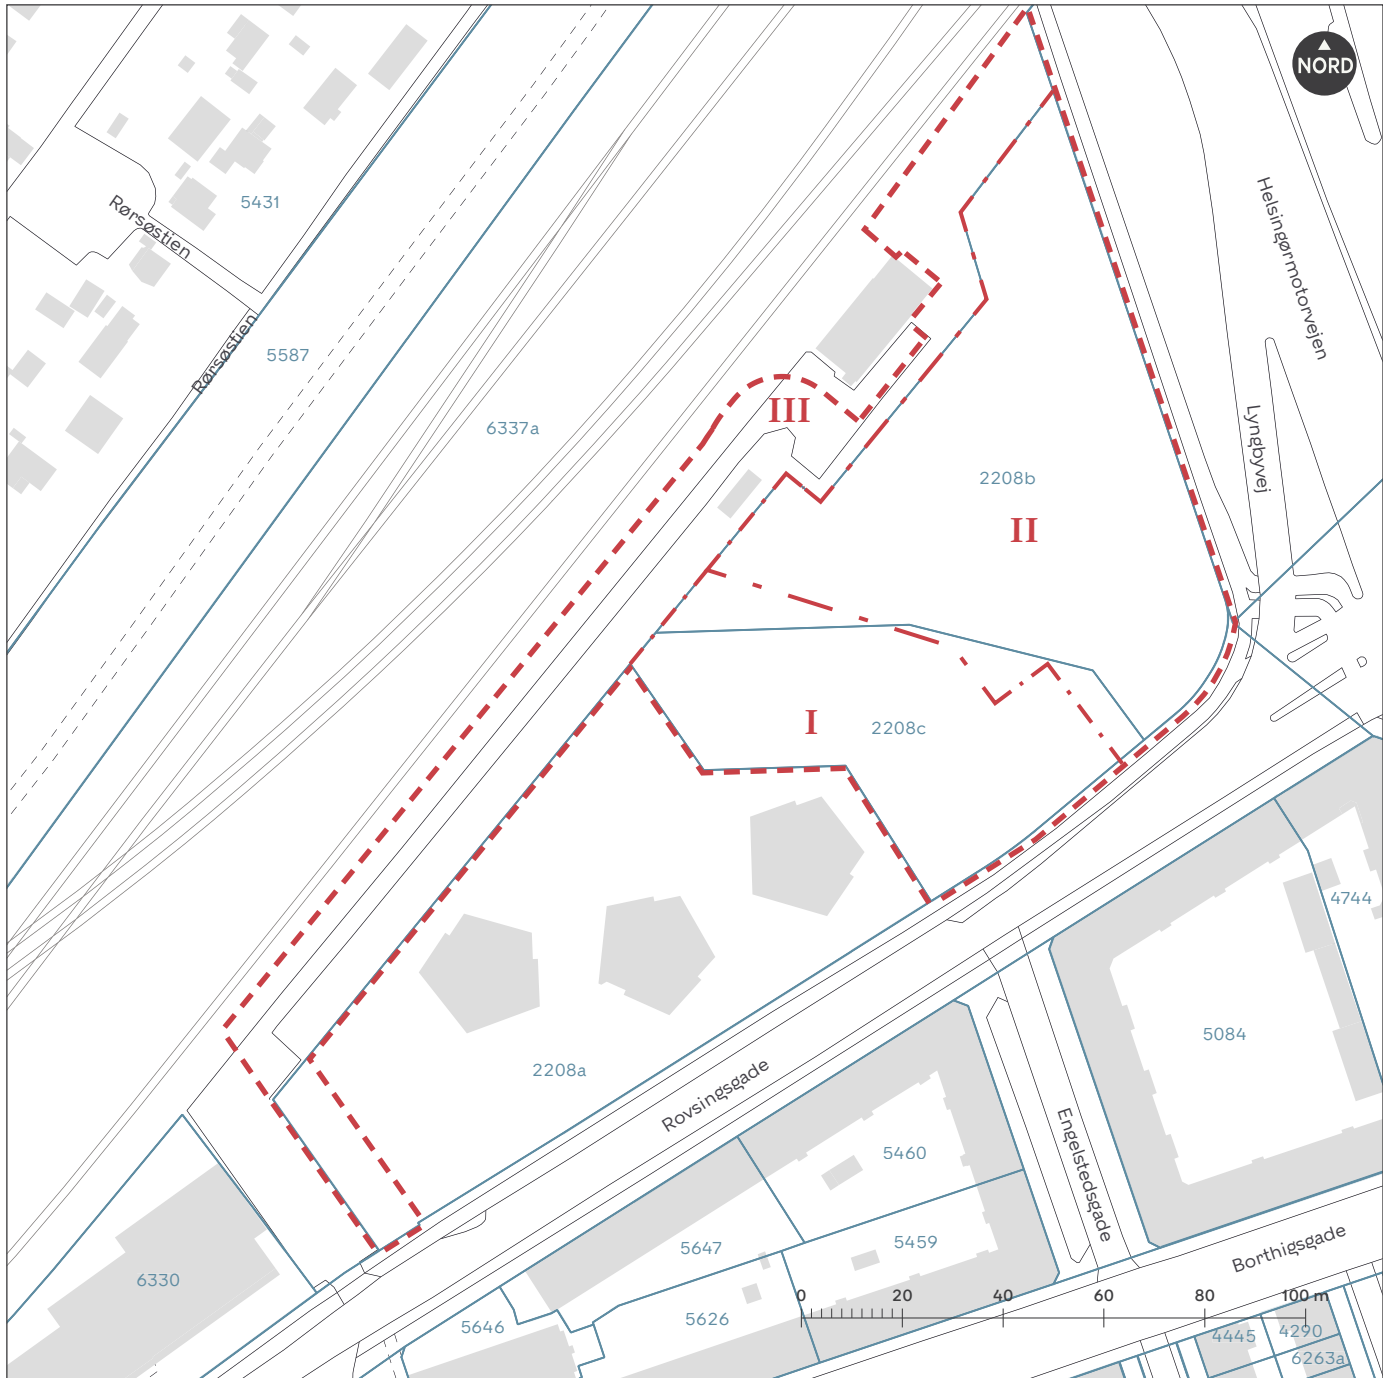 NORD
Rørsøstien
5431
Helsingørmotorvejen
Rørsøstien
5587
6337a
III
Lyngbyvej
2208b
II
I
2208c
4744
5084
2208a
Rovsingsgade
Engelstedsgade
5460
5459
5647
Borthigsgade
6330
0 20 40 60 80 100 m
5646
5626
4445
4290
6263a